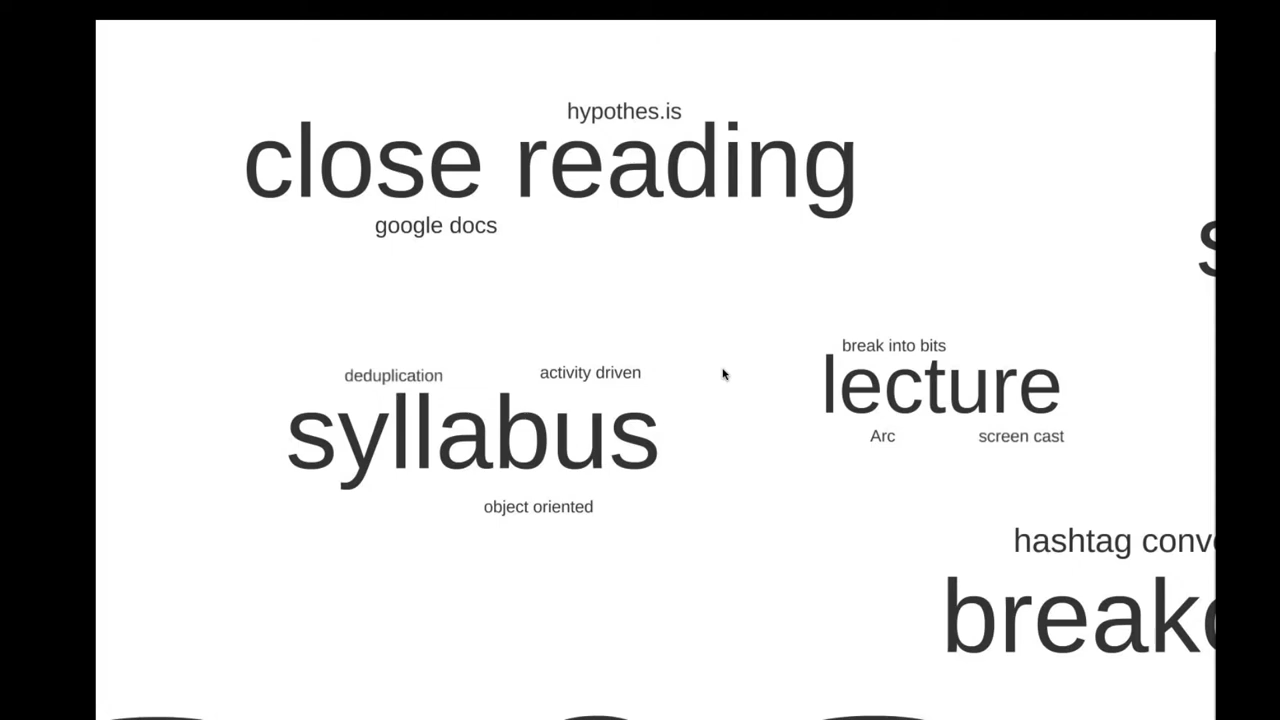 hypothes.is
close reading
google docs
break into bits
lecture
Arc screen cast
deduplication activity driven
syllabus
object oriented
hashtag